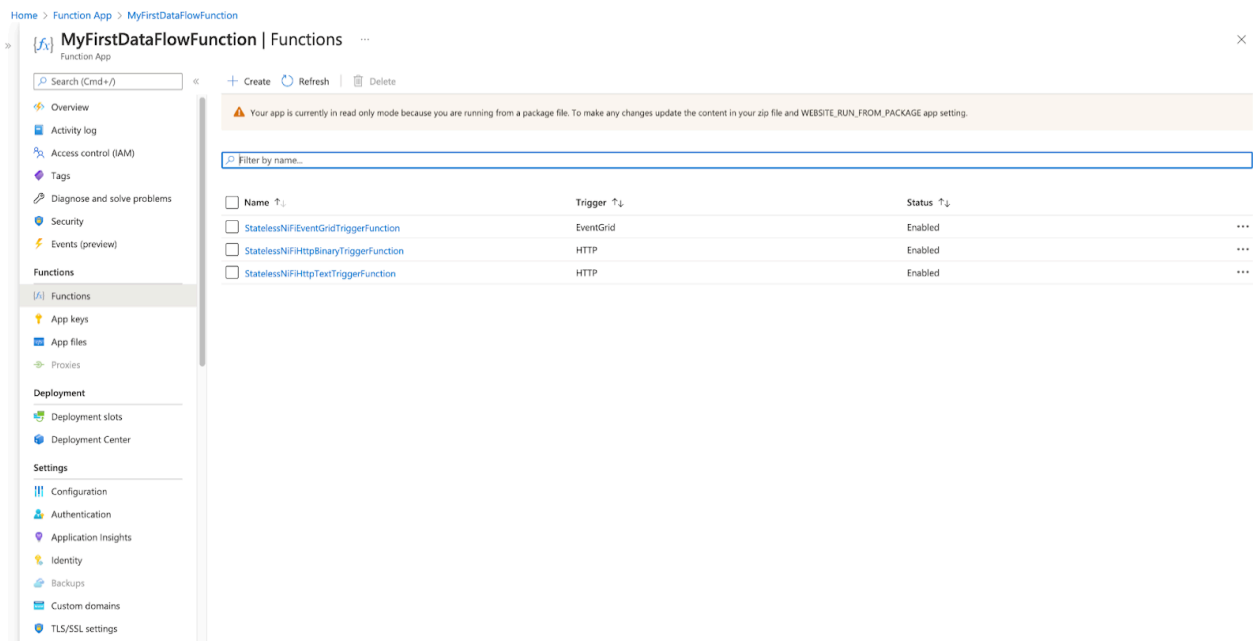 Home > Function App > MyFirstDataFlowFunction
MyFirstDataFlowFunction | Functions ...
Function App
Search (Cmd+/)
Overview
Activity log
Access control (IAM)
Tags
Diagnose and solve problems
Security
Events (preview)
Functions
Functions
App keys
App files
Proxies
Deployment
Deployment slots
Deployment Center
Settings
Configuration
Authentication
Application Insights
Identity
Backups
Custom domains
TLS/SSL settings
Create Refresh Delete
Your app is currently in read only mode because you are running from a package file. To make any changes update the content in your zip file and WEBSITE_RUN_FROM_PACKAGE app setting.
Filter by name...
Name Trigger Status
StatelessNiFiEventGridTriggerFunction EventGrid Enabled
StatelessNiFiHttpBinaryTriggerFunction HTTP Enabled
StatelessNiFiHttpTextTriggerFunction HTTP Enabled